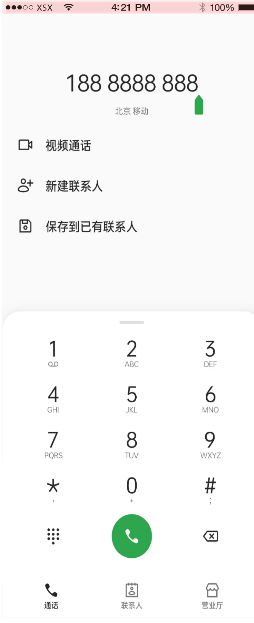 ●●●○○ XSX 4:21 PM 100%
188 8888 888
北京 移动
视频通话
新建联系人
保存到已有联系人
1 2 3
ABC DEF
4 5 6
GHI JKL MNO
7 8 9
PQRS TUV WXYZ
* 0 #
, + ;
通话 联系人 营业厅